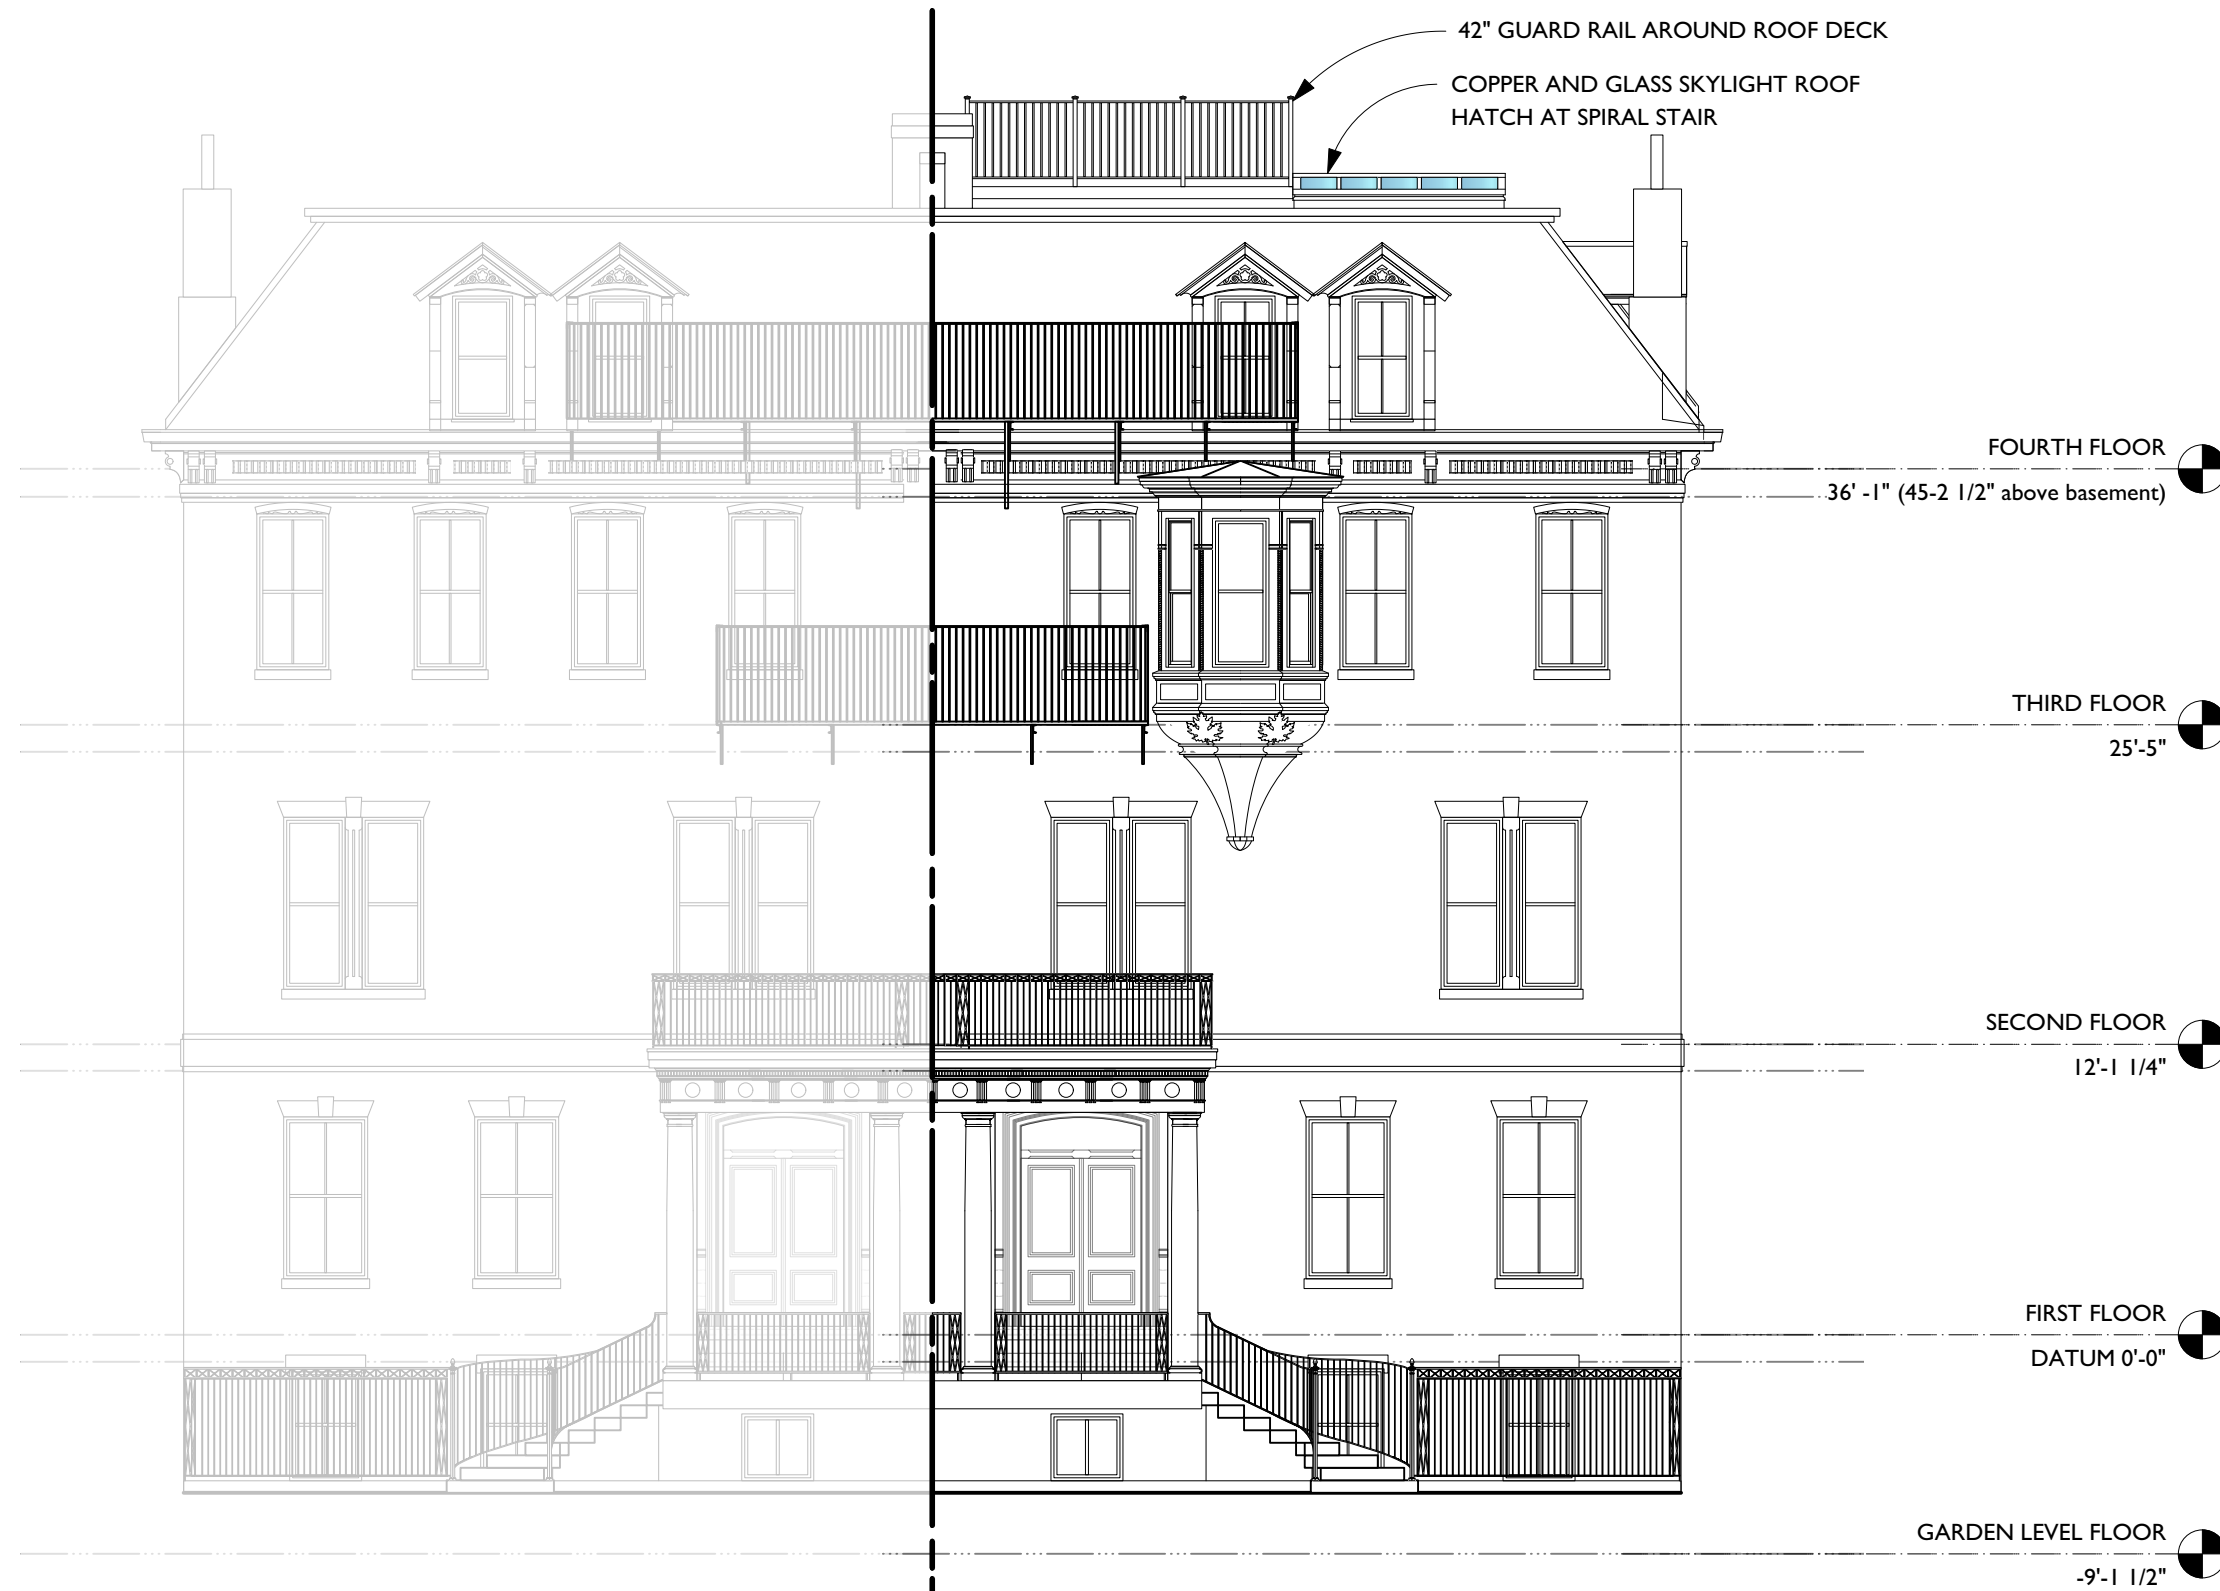 42" GUARD RAIL AROUND ROOF DECK
COPPER AND GLASS SKYLIGHT ROOF
HATCH AT SPIRAL STAIR
FOURTH FLOOR
36' -1" (45-2 1/2" above basement)
THIRD FLOOR
25'-5"
SECOND FLOOR
12'-1 1/4"
FIRST FLOOR
DATUM 0'-0"
GARDEN LEVEL FLOOR
-9'-1 1/2"